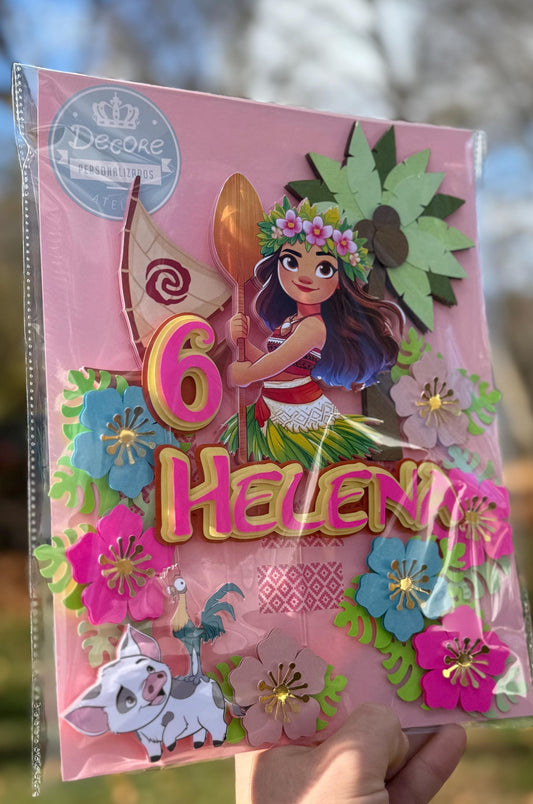 Decore
PERSONALIZADOS
6
HELEN